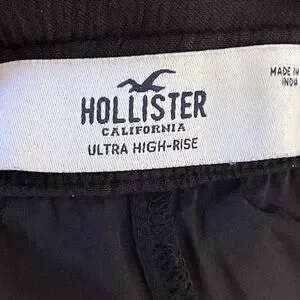 HOLLISTER
CALIFORNIA
ULTRA HIGH-RISE
MADE IN
INDIA